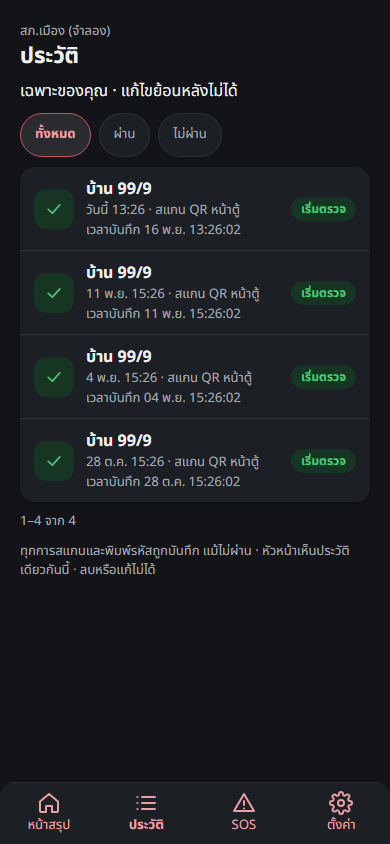 สภ.เมือง (จำลอง)
ประวัติ
เฉพาะของคุณ · แก้ไขย้อนหลังไม่ได้
ทั้งหมด ผ่าน ไม่ผ่าน
บ้าน 99/9
วันนี้ 13:26 · สแกน QR หน้าตู้
เวลาบันทึก 16 พ.ย. 13:26:02
เริ่มตรวจ
บ้าน 99/9
11 พ.ย. 15:26 · สแกน QR หน้าตู้
เวลาบันทึก 11 พ.ย. 15:26:02
เริ่มตรวจ
บ้าน 99/9
4 พ.ย. 15:26 · สแกน QR หน้าตู้
เวลาบันทึก 04 พ.ย. 15:26:02
เริ่มตรวจ
บ้าน 99/9
28 ต.ค. 15:26 · สแกน QR หน้าตู้
เวลาบันทึก 28 ต.ค. 15:26:02
เริ่มตรวจ
1–4 จาก 4
ทุกการสแกนและพิมพ์รหัสถูกบันทึก แม้ไม่ผ่าน · หัวหน้าเห็นประวัติ
เดียวกันนี้ · ลบหรือแก้ไม่ได้
หน้าสรุป ประวัติ SOS ตั้งค่า